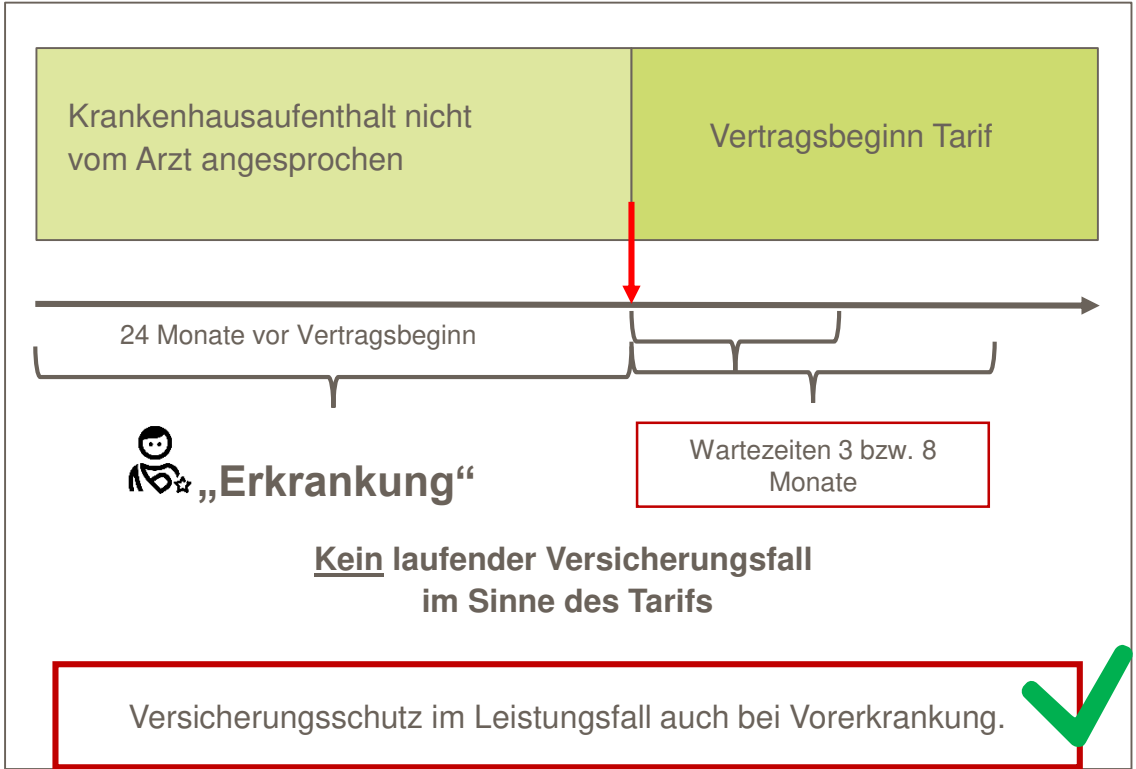 Krankenhausaufenthalt nicht
vom Arzt angesprochen
Vertragsbeginn Tarif
24 Monate vor Vertragsbeginn
„Erkrankung“
Wartezeiten 3 bzw. 8
Monate
Kein laufender Versicherungsfall
im Sinne des Tarifs
Versicherungsschutz im Leistungsfall auch bei Vorerkrankung.